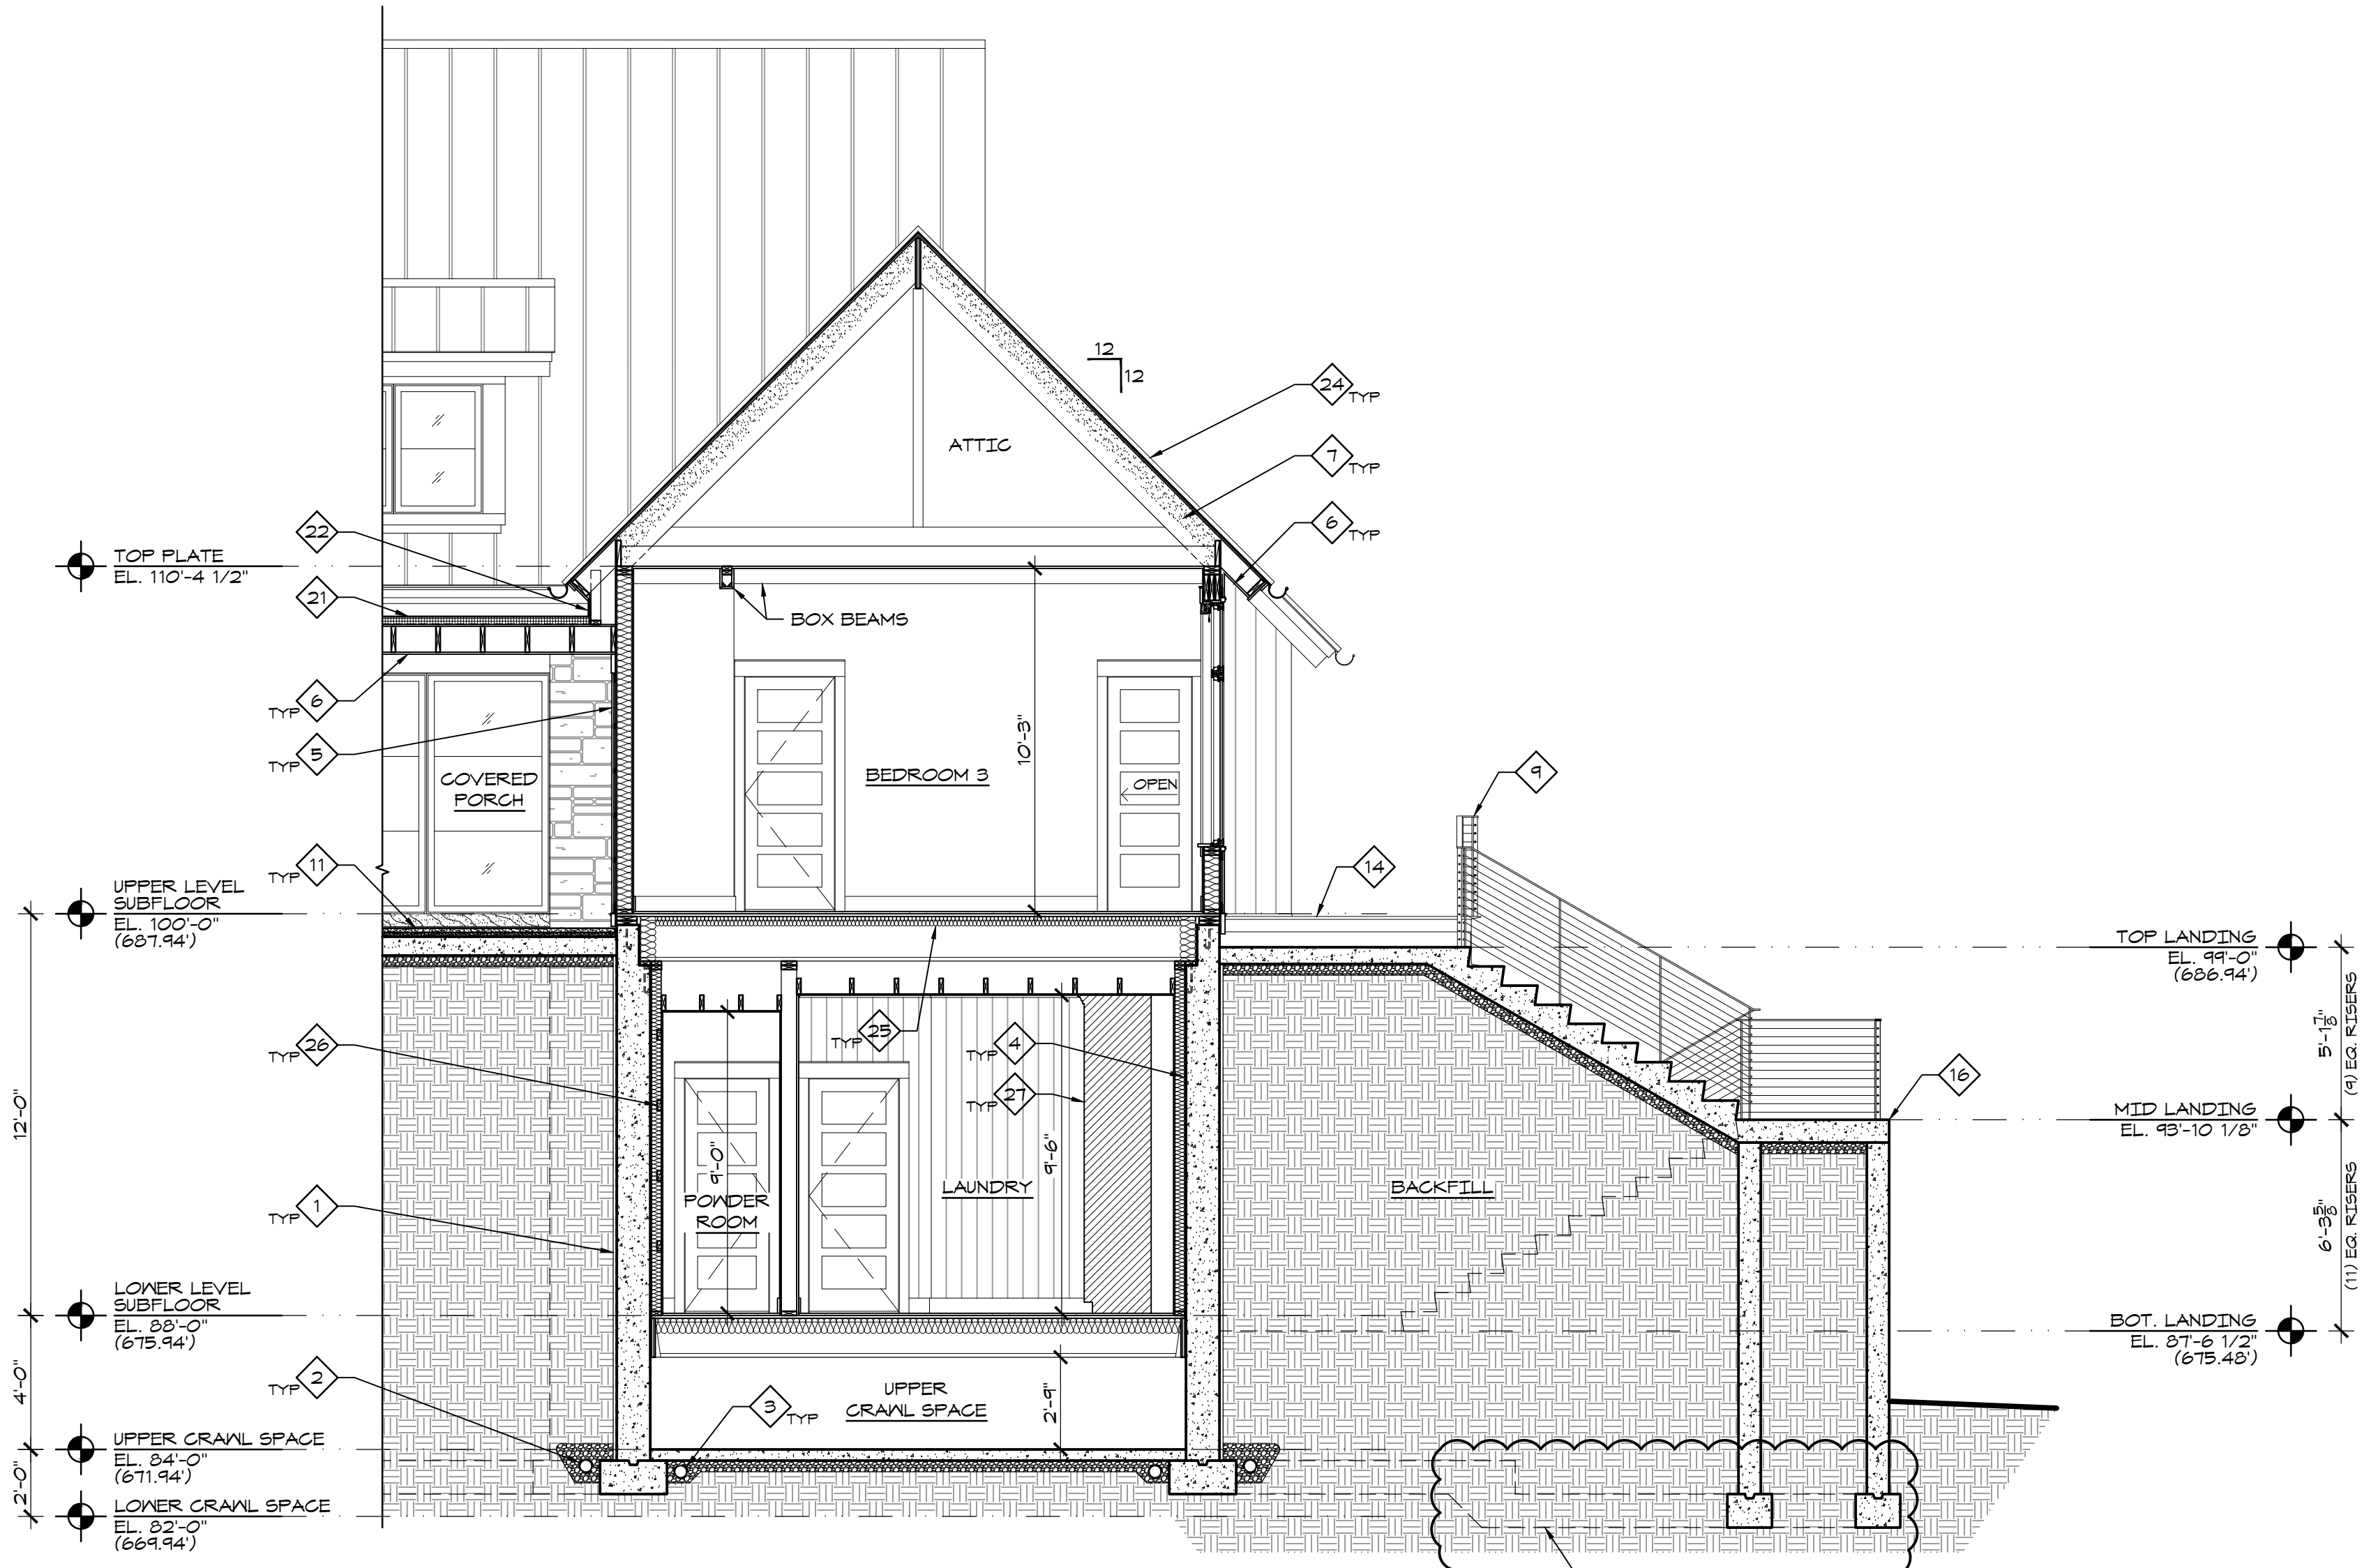 12
12
24
TYP
7
TYP
6
TYP
ATTIC
22
TOP PLATE
EL. 110'-4 1/2"
21
BOX BEAMS
6
TYP
5
TYP
COVERED
PORCH
BEDROOM 3
10'-3"
OPEN
9
14
11
TYP
UPPER LEVEL
SUBFLOOR
EL. 100'-0"
(687.94')
TOP LANDING
EL. 99'-0"
(686.94')
26
TYP
25
TYP
4
TYP
27
TYP
16
5'-1 7/8"
(9) EQ. RISERS
12'-0"
MID LANDING
EL. 93'-10 1/8"
9'-0"
9'-6"
POWDER
ROOM
LAUNDRY
BACKFILL
1
TYP
6'-3 5/8"
(11) EQ. RISERS
LOWER LEVEL
SUBFLOOR
EL. 88'-0"
(675.94')
BOT. LANDING
EL. 87'-6 1/2"
(675.48')
2
TYP
4'-0"
UPPER
CRAWL SPACE
2'-9"
3
TYP
UPPER CRAWL SPACE
EL. 84'-0"
(671.94')
2'-0"
LOWER CRAWL SPACE
EL. 82'-0"
(669.94')